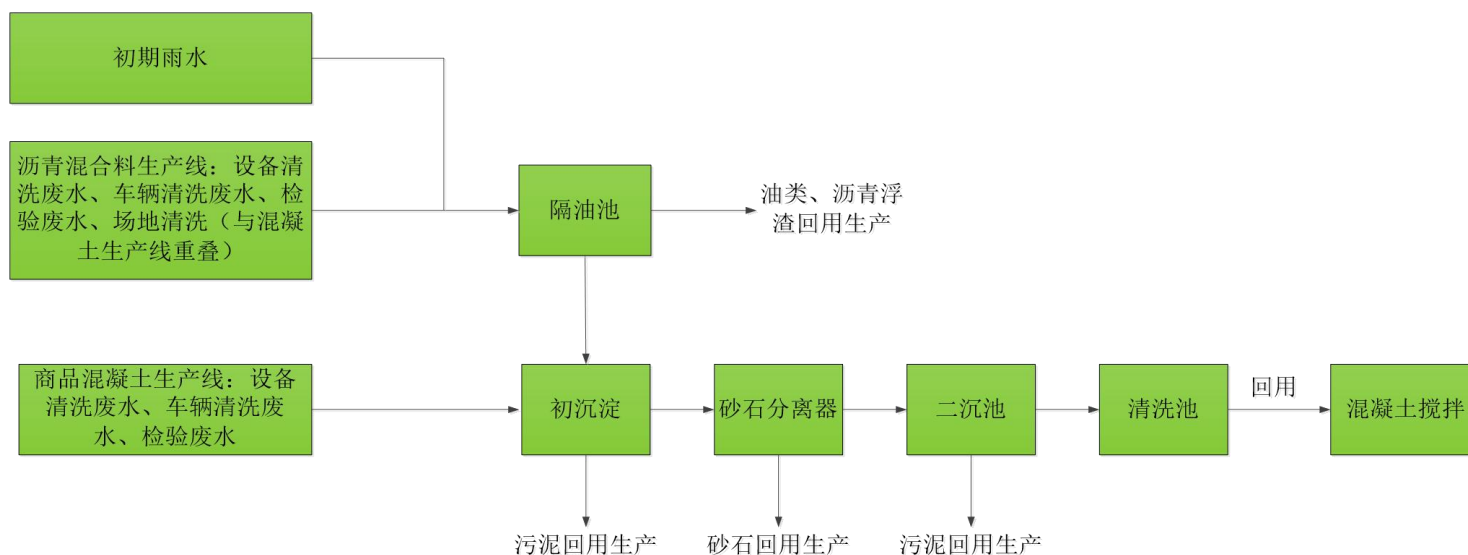 初期雨水
沥青混合料生产线：设备清
洗废水、车辆清洗废水、检
验废水、场地清洗（与混凝
土生产线重叠）
隔油池
油类、沥青浮
渣回用生产
商品混凝土生产线：设备
清洗废水、车辆清洗废
水、检验废水
初沉淀
砂石分离器
二沉池
清洗池
回用
混凝土搅拌
污泥回用生产
砂石回用生产
污泥回用生产